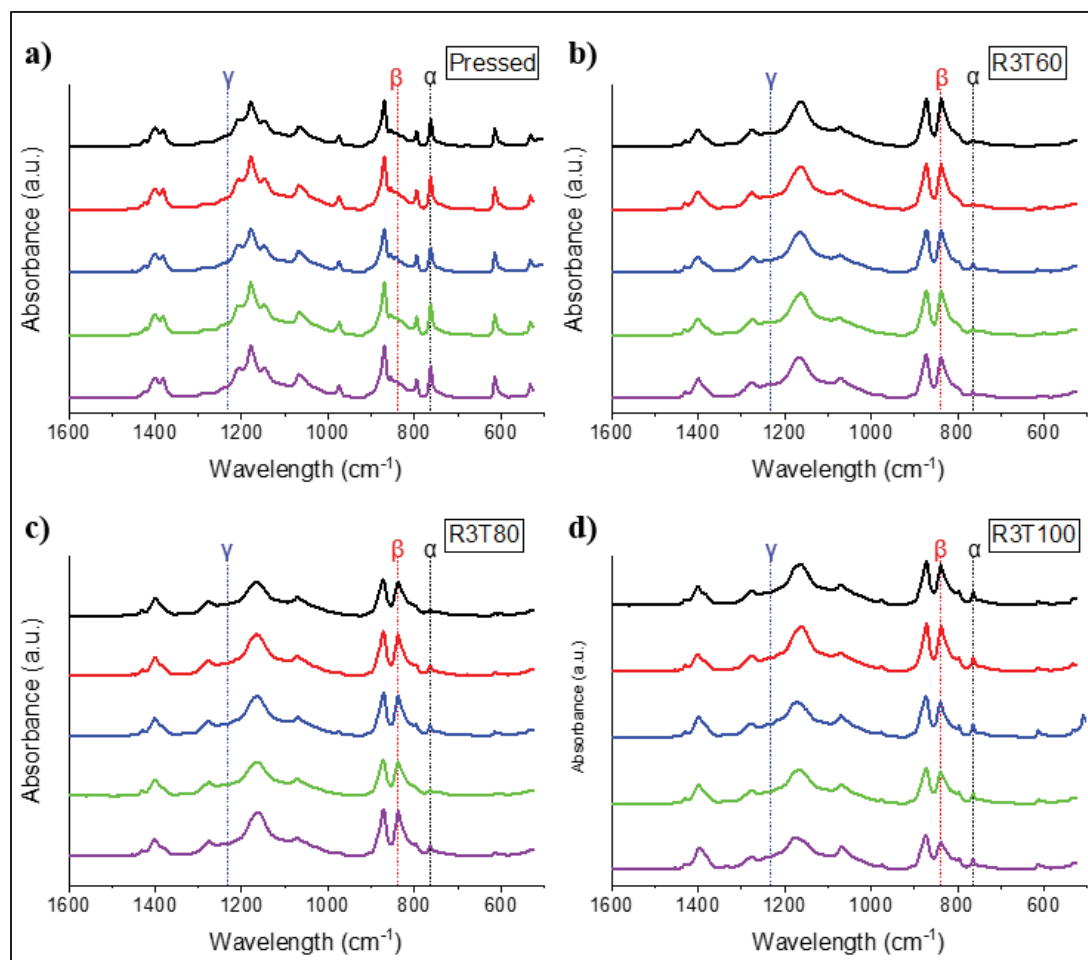 a)
γ
β
α
Pressed
Absorbance (a.u.)
1600 1400 1200 1000 800 600
Wavelength (cm⁻¹)
b)
γ
β
α
R3T60
Absorbance (a.u.)
1600 1400 1200 1000 800 600
Wavelength (cm⁻¹)
c)
γ
β
α
R3T80
Absorbance (a.u.)
1600 1400 1200 1000 800 600
Wavelength (cm⁻¹)
d)
γ
β
α
R3T100
Absorbance (a.u.)
1600 1400 1200 1000 800 600
Wavelength (cm⁻¹)